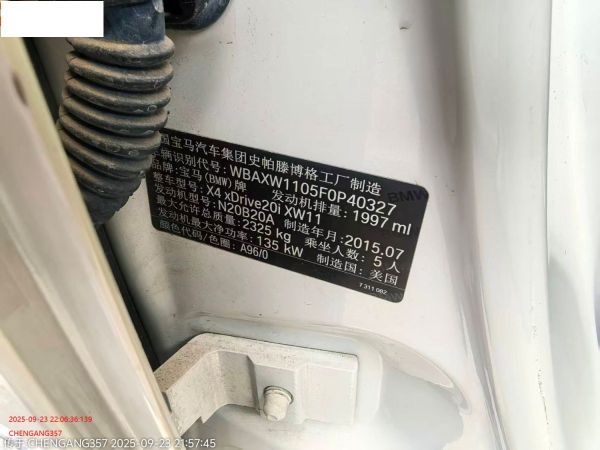 国宝马汽车集团史帕滕博格工厂制造
车辆识别代号: WBAXW1105F0P40327
品牌: 宝马(BMW)牌 发动机排量: 1997 ml
整车型号: X4 xDrive20i XW11
发动机型号: N20B20A 制造年月: 2015.07
最大允许总质量: 2325 kg 乘坐人数: 5 人
发动机最大净功率: 135 kW 制造国: 美国
颜色代号/色圈: A96/0
7 311 082
BMW
2025-09-23 22:06:36:139
CHENGANG357
CHENGANG357 2025-09-23 21:57:45